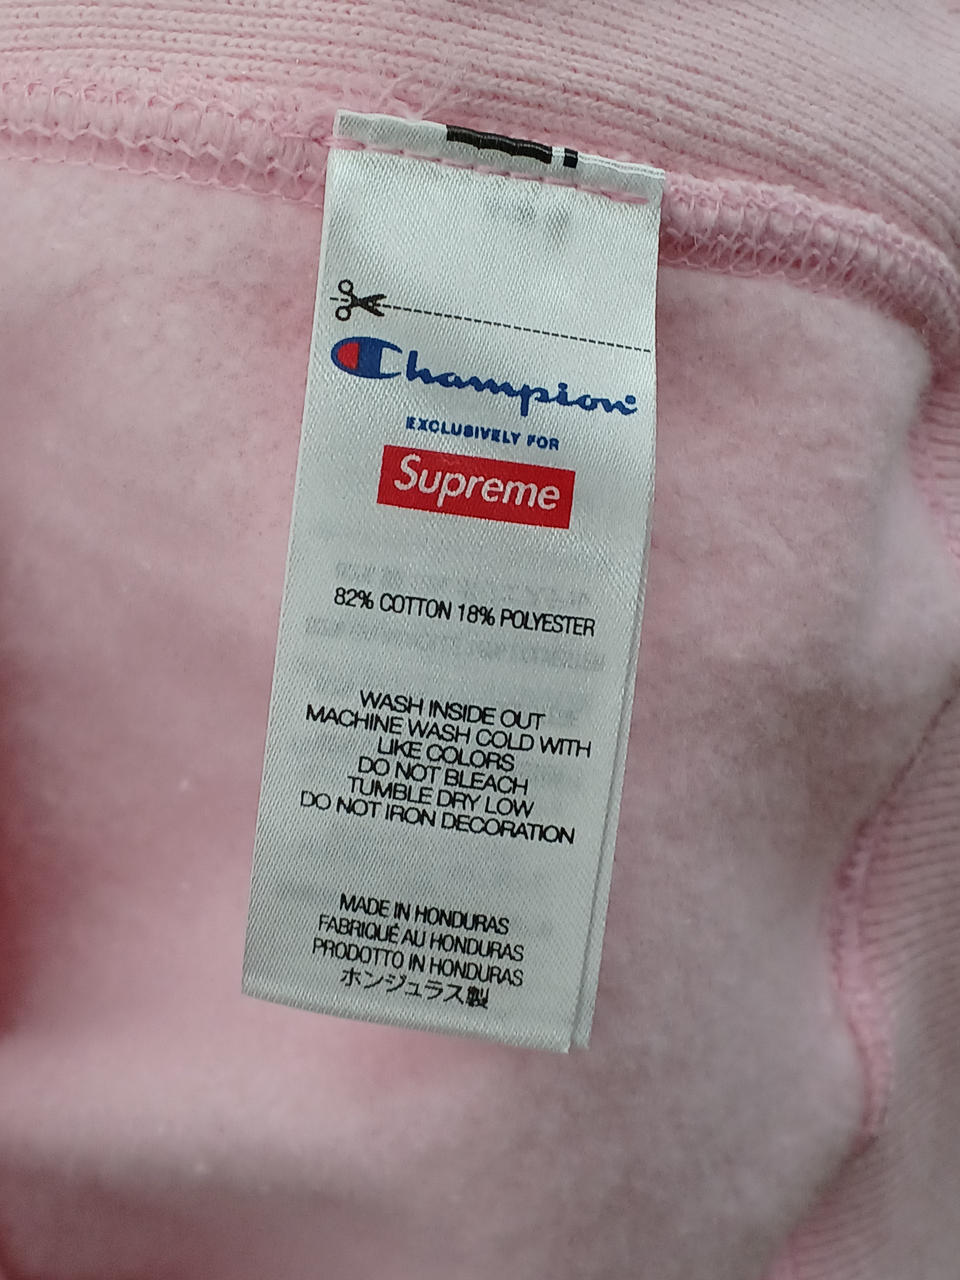 Champion
EXCLUSIVELY FOR
Supreme
82% COTTON 18% POLYESTER
WASH INSIDE OUT
MACHINE WASH COLD WITH
LIKE COLORS
DO NOT BLEACH
TUMBLE DRY LOW
DO NOT IRON DECORATION
MADE IN HONDURAS
FABRIQUÉ AU HONDURAS
PRODOTTO IN HONDURAS
ホンジュラス製